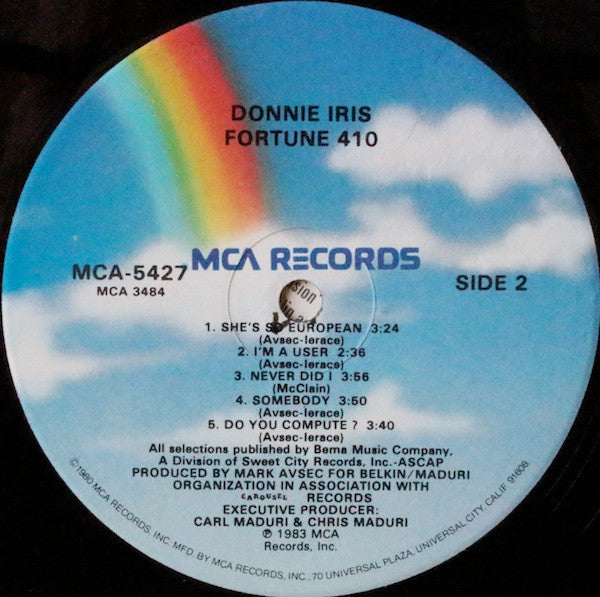 DONNIE IRIS
FORTUNE 410
MCA RECORDS
MCA-5427
MCA 3484
SIDE 2
sion
1. SHE'S SO EUROPEAN 3:24
(Avsec-Ierace)
2. I'M A USER 2:36
(Avsec-Ierace)
3. NEVER DID I 3:56
(McClain)
4. SOMEBODY 3:50
(Avsec-Ierace)
5. DO YOU COMPUTE ? 3:40
(Avsec-Ierace)
All selections published by Bema Music Company,
A Division of Sweet City Records, Inc.-ASCAP
PRODUCED BY MARK AVSEC FOR BELKIN/MADURI
ORGANIZATION IN ASSOCIATION WITH
CAROUSEL RECORDS
EXECUTIVE PRODUCER:
CARL MADURI & CHRIS MADURI
℗ 1983 MCA
Records, Inc.
©1980 MCA RECORDS, INC. MFD. BY MCA RECORDS, INC., 70 UNIVERSAL PLAZA, UNIVERSAL CITY, CALIF. 91608